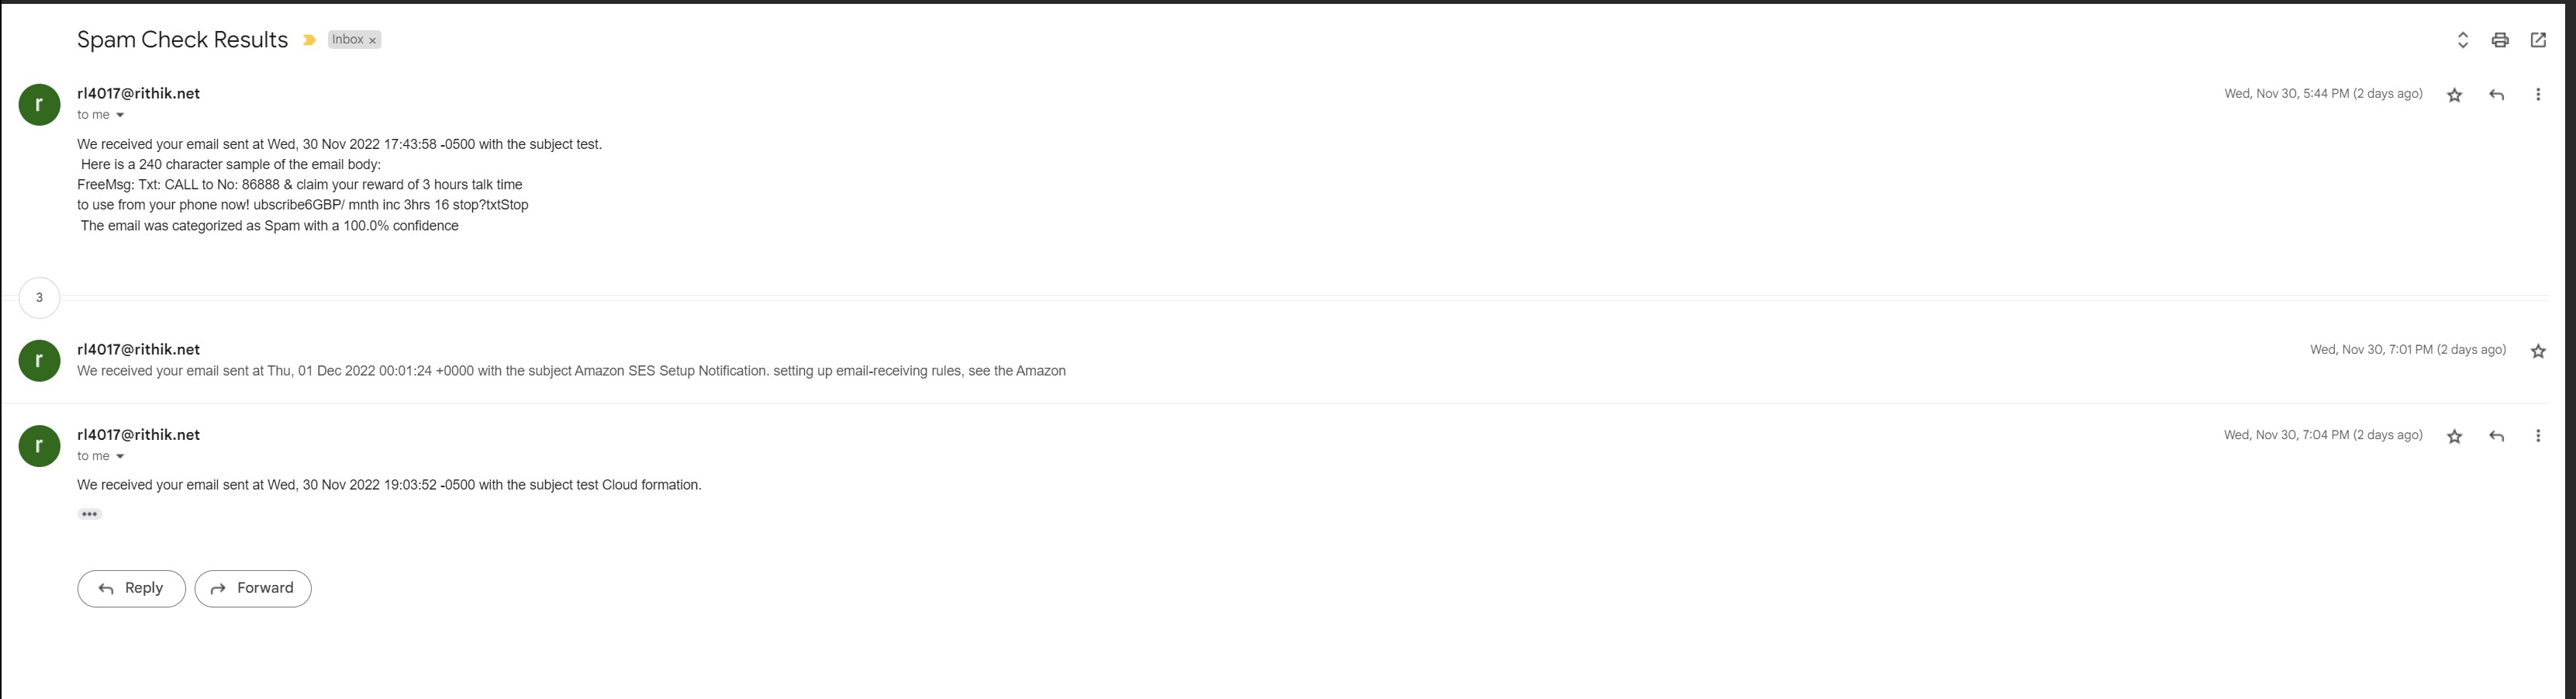 Spam Check Results Inbox ×
r
rl4017@rithik.net Wed, Nov 30, 5:44 PM (2 days ago)
to me
We received your email sent at Wed, 30 Nov 2022 17:43:58 -0500 with the subject test.
Here is a 240 character sample of the email body:
FreeMsg: Txt: CALL to No: 86888 & claim your reward of 3 hours talk time
to use from your phone now! ubscribe6GBP/ mnth inc 3hrs 16 stop?txtStop
The email was categorized as Spam with a 100.0% confidence
3
r
rl4017@rithik.net Wed, Nov 30, 7:01 PM (2 days ago)
We received your email sent at Thu, 01 Dec 2022 00:01:24 +0000 with the subject Amazon SES Setup Notification. setting up email-receiving rules, see the Amazon
r
rl4017@rithik.net Wed, Nov 30, 7:04 PM (2 days ago)
to me
We received your email sent at Wed, 30 Nov 2022 19:03:52 -0500 with the subject test Cloud formation.
•••
Reply Forward